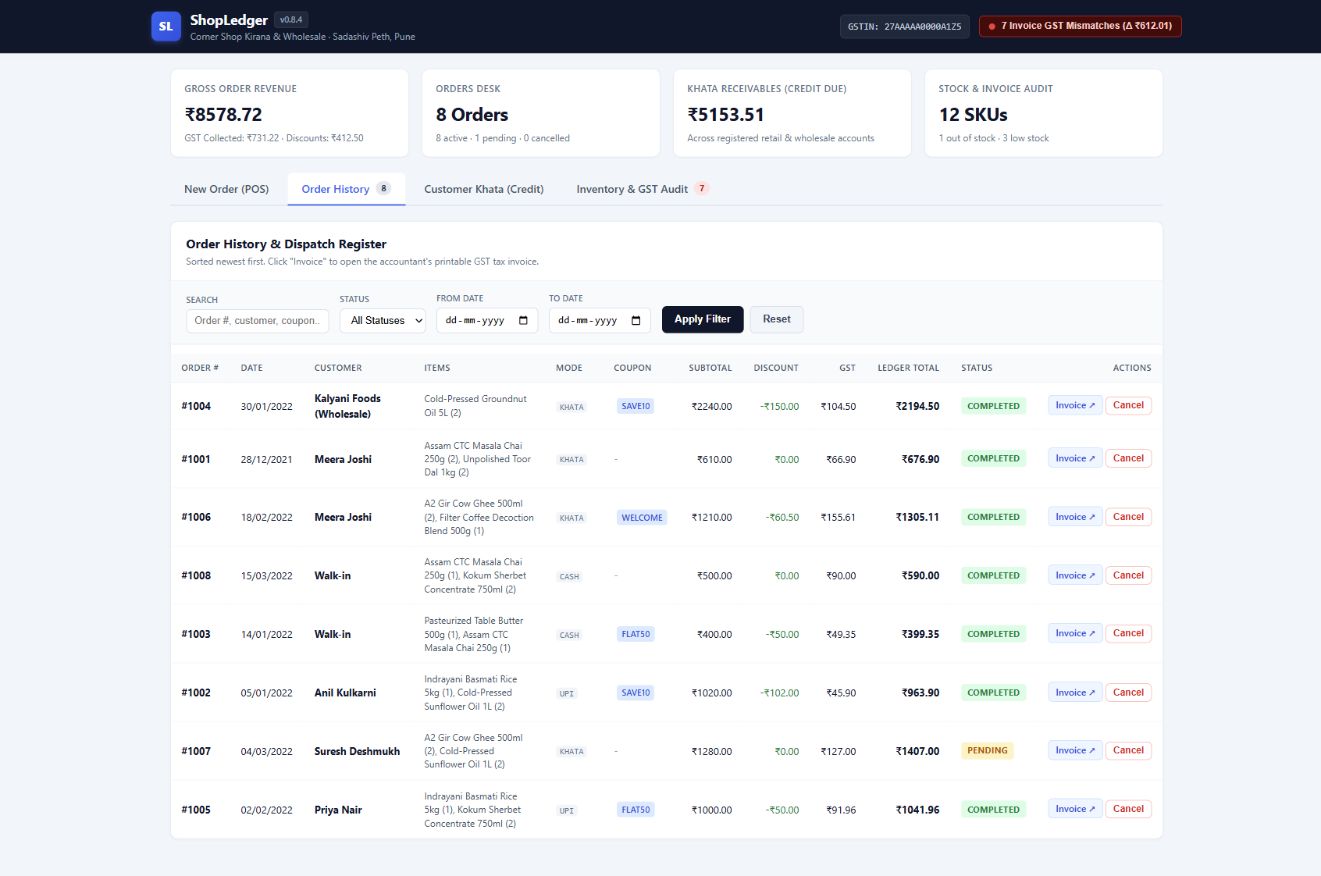 SL
ShopLedger v0.8.4
Corner Shop Kirana & Wholesale · Sadashiv Peth, Pune
GSTIN: 27AAAAA0000A1Z5
7 Invoice GST Mismatches (Δ ₹612.01)
GROSS ORDER REVENUE
₹8578.72
GST Collected: ₹731.22 · Discounts: ₹412.50
ORDERS DESK
8 Orders
8 active · 1 pending · 0 cancelled
KHATA RECEIVABLES (CREDIT DUE)
₹5153.51
Across registered retail & wholesale accounts
STOCK & INVOICE AUDIT
12 SKUs
1 out of stock · 3 low stock
New Order (POS) Order History 8 Customer Khata (Credit) Inventory & GST Audit 7
Order History & Dispatch Register
Sorted newest first. Click "Invoice" to open the accountant's printable GST tax invoice.
SEARCH STATUS FROM DATE TO DATE
Order #, customer, coupon.. All Statuses dd-mm-yyyy dd-mm-yyyy Apply Filter Reset
ORDER # DATE CUSTOMER ITEMS MODE COUPON SUBTOTAL DISCOUNT GST LEDGER TOTAL STATUS ACTIONS
#1004 30/01/2022 Kalyani Foods (Wholesale) Cold-Pressed Groundnut Oil 5L (2) KHATA SAVE10 ₹2240.00 -₹150.00 ₹104.50 ₹2194.50 COMPLETED Invoice ↗ Cancel
#1001 28/12/2021 Meera Joshi Assam CTC Masala Chai 250g (2), Unpolished Toor Dal 1kg (2) KHATA - ₹610.00 ₹0.00 ₹66.90 ₹676.90 COMPLETED Invoice ↗ Cancel
#1006 18/02/2022 Meera Joshi A2 Gir Cow Ghee 500ml (2), Filter Coffee Decoction Blend 500g (1) KHATA WELCOME ₹1210.00 -₹60.50 ₹155.61 ₹1305.11 COMPLETED Invoice ↗ Cancel
#1008 15/03/2022 Walk-in Assam CTC Masala Chai 250g (1), Kokum Sherbet Concentrate 750ml (2) CASH - ₹500.00 ₹0.00 ₹90.00 ₹590.00 COMPLETED Invoice ↗ Cancel
#1003 14/01/2022 Walk-in Pasteurized Table Butter 500g (1), Assam CTC Masala Chai 250g (1) CASH FLAT50 ₹400.00 -₹50.00 ₹49.35 ₹399.35 COMPLETED Invoice ↗ Cancel
#1002 05/01/2022 Anil Kulkarni Indrayani Basmati Rice 5kg (1), Cold-Pressed Sunflower Oil 1L (2) UPI SAVE10 ₹1020.00 -₹102.00 ₹45.90 ₹963.90 COMPLETED Invoice ↗ Cancel
#1007 04/03/2022 Suresh Deshmukh A2 Gir Cow Ghee 500ml (2), Cold-Pressed Sunflower Oil 1L (2) KHATA - ₹1280.00 ₹0.00 ₹127.00 ₹1407.00 PENDING Invoice ↗ Cancel
#1005 02/02/2022 Priya Nair Indrayani Basmati Rice 5kg (1), Kokum Sherbet Concentrate 750ml (2) UPI FLAT50 ₹1000.00 -₹50.00 ₹91.96 ₹1041.96 COMPLETED Invoice ↗ Cancel